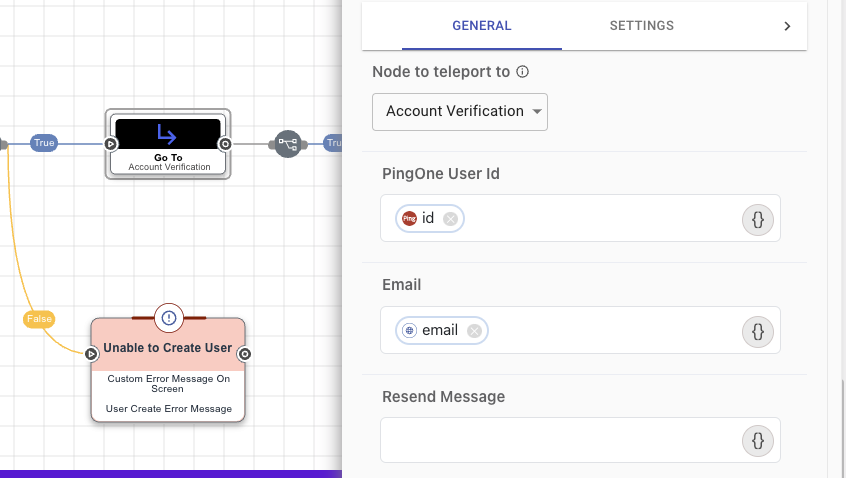 GENERAL
SETTINGS
Node to teleport to
Account Verification
PingOne User Id
Ping
id
Email
email
Resend Message
{}
{}
{}
True
Go To
Account Verification
Tru
False
Unable to Create User
Custom Error Message On
Screen
User Create Error Message